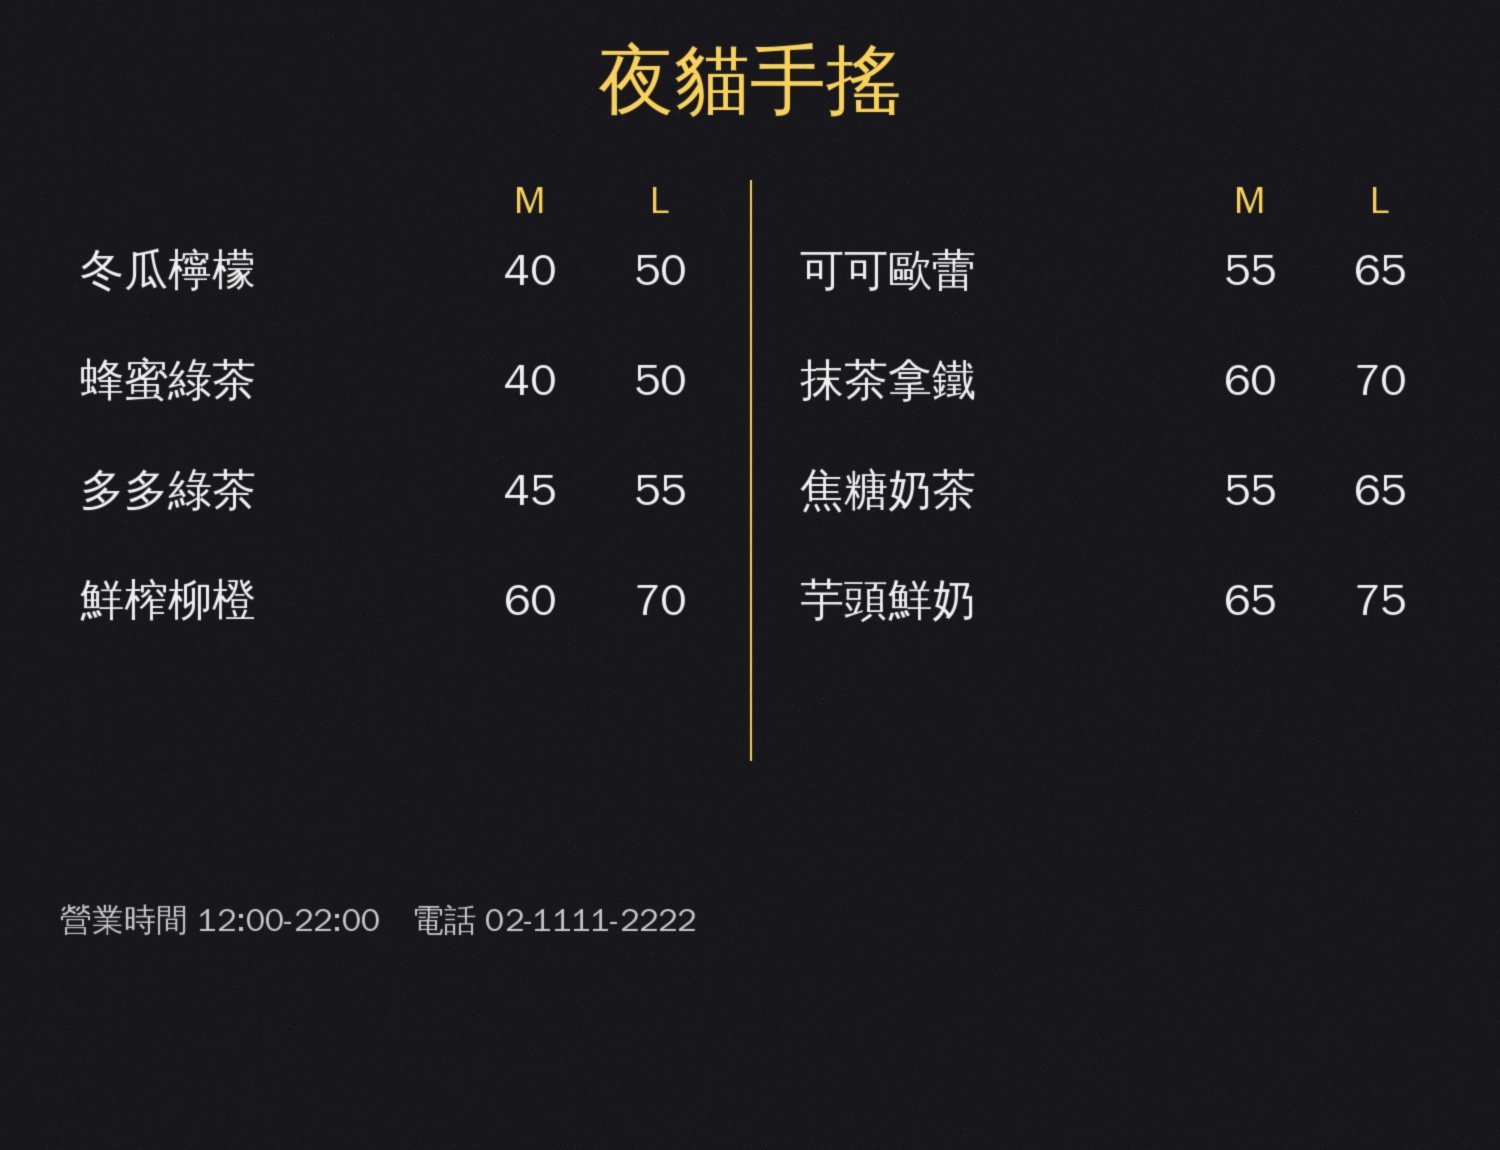 夜貓手搖
M L
冬瓜檸檬 40 50
蜂蜜綠茶 40 50
多多綠茶 45 55
鮮榨柳橙 60 70
M L
可可歐蕾 55 65
抹茶拿鐵 60 70
焦糖奶茶 55 65
芋頭鮮奶 65 75
營業時間 12:00-22:00 電話 02-1111-2222